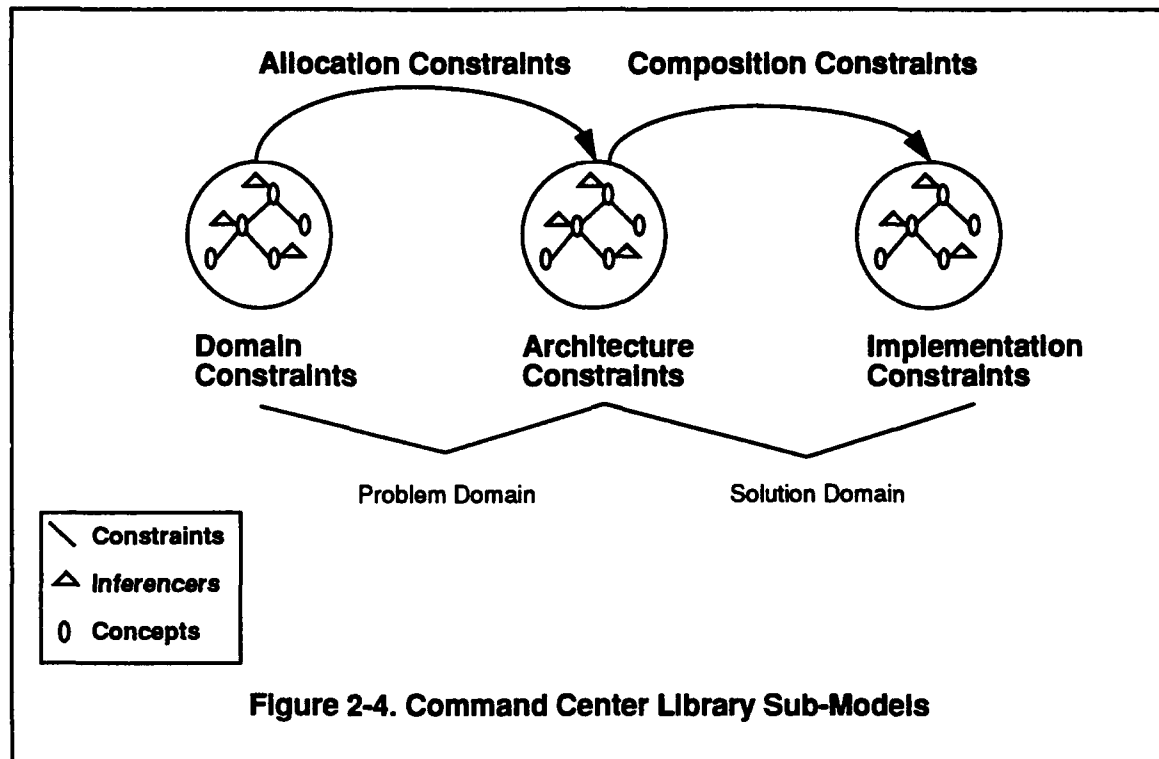 Allocation Constraints
Composition Constraints
Domain
Constraints
Architecture
Constraints
Implementation
Constraints
Problem Domain
Solution Domain
Constraints
Inferencers
Concepts
Figure 2-4. Command Center Library Sub-Models